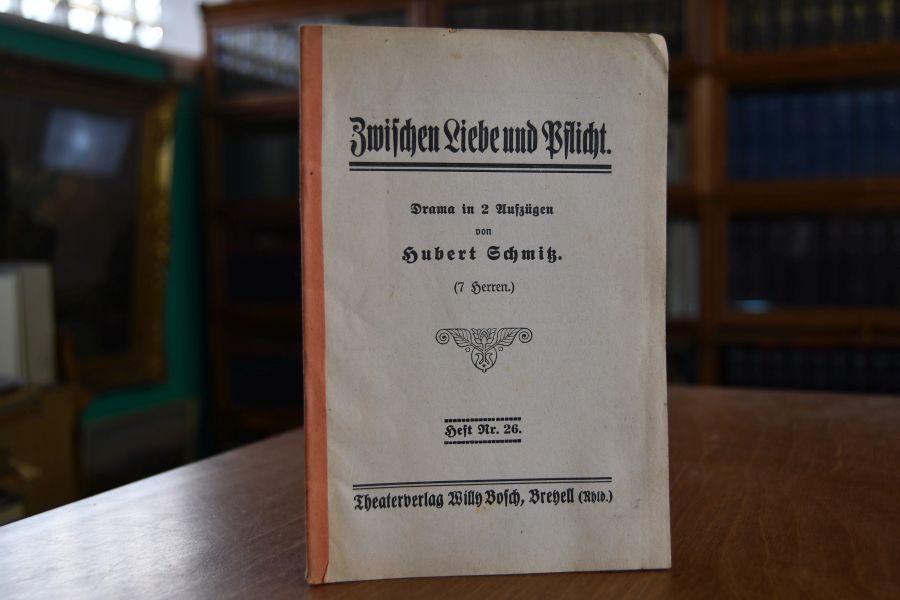 Zwischen Liebe und Pflicht.
Drama in 2 Aufzügen
von
Hubert Schmitz.
(7 Herren.)
Heft Nr. 26.
Theaterverlag Willy Bosch, Breyell (Rhld.)